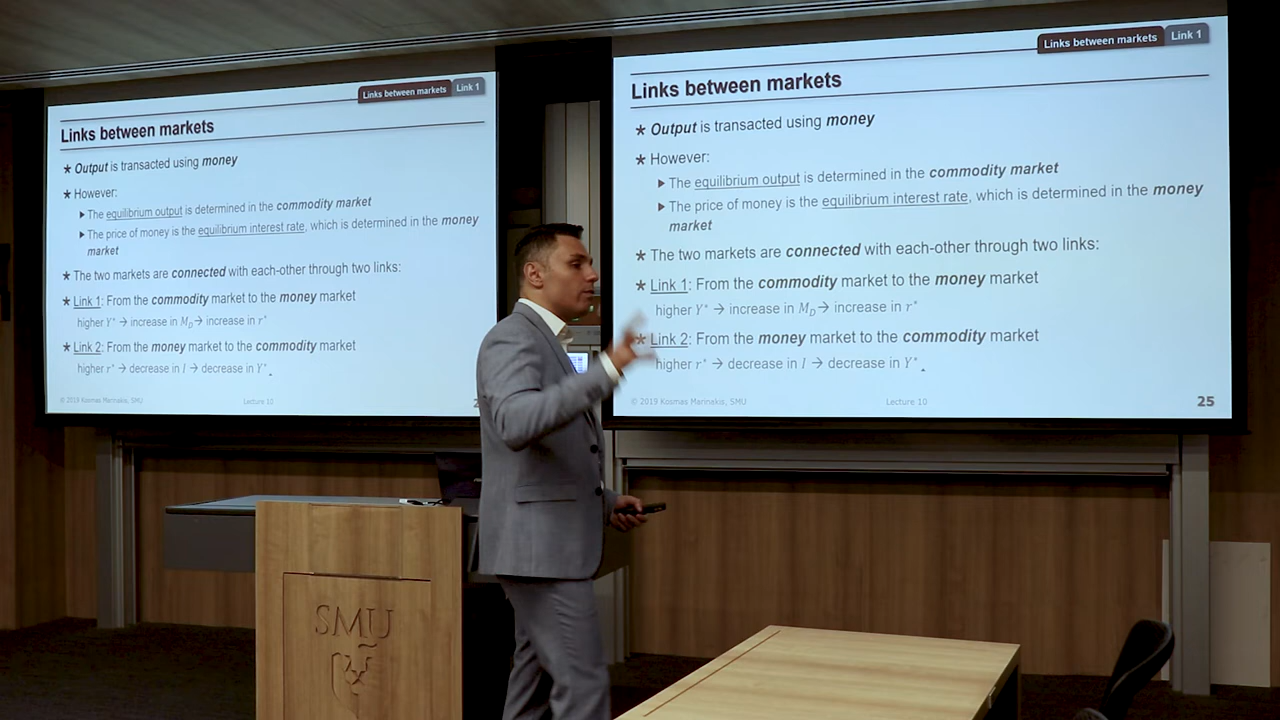 Links between markets Link 1
Links between markets
* Output is transacted using money
* However:
▸ The equilibrium output is determined in the commodity market
▸ The price of money is the equilibrium interest rate, which is determined in the money
market
* The two markets are connected with each-other through two links:
* Link 1: From the commodity market to the money market
higher Y* → increase in M_D → increase in r*
* Link 2: From the money market to the commodity market
higher r* → decrease in I → decrease in Y*.
© 2019 Kosmas Marinakis, SMU Lecture 10
Links between markets Link 1
Links between markets
* Output is transacted using money
* However:
▸ The equilibrium output is determined in the commodity market
▸ The price of money is the equilibrium interest rate, which is determined in the money
market
* The two markets are connected with each-other through two links:
* Link 1: From the commodity market to the money market
higher Y* → increase in M_D → increase in r*
* Link 2: From the money market to the commodity market
higher r* → decrease in I → decrease in Y*.
© 2019 Kosmas Marinakis, SMU Lecture 10 25
SMU